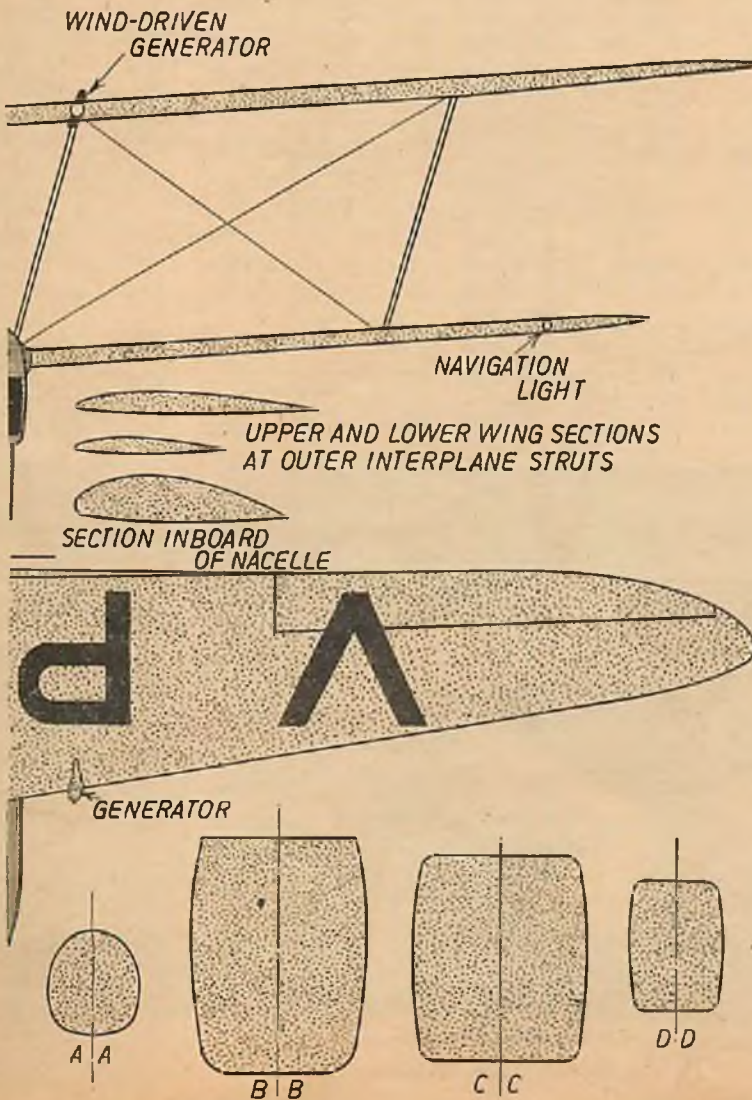 WIND-DRIVEN
GENERATOR
NAVIGATION
LIGHT
UPPER AND LOWER WING SECTIONS
AT OUTER INTERPLANE STRUTS
SECTION INBOARD
OF NACELLE
P V
GENERATOR
A A
B B
C C
D D